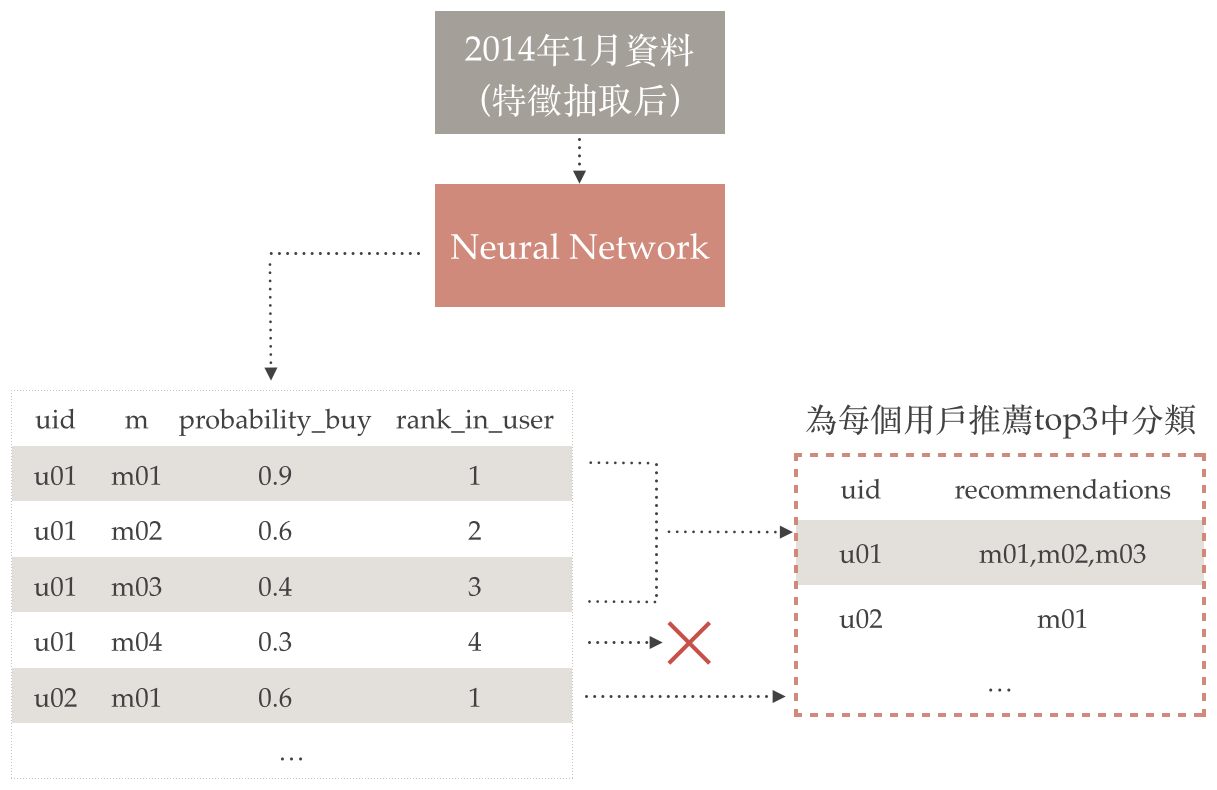 2014年1月資料
(特徵抽取后)
Neural Network
uid m probability_buy rank_in_user
u01 m01 0.9 1
u01 m02 0.6 2
u01 m03 0.4 3
u01 m04 0.3 4
u02 m01 0.6 1
…
為每個用戶推薦top3中分類
uid recommendations
u01 m01,m02,m03
u02 m01
…